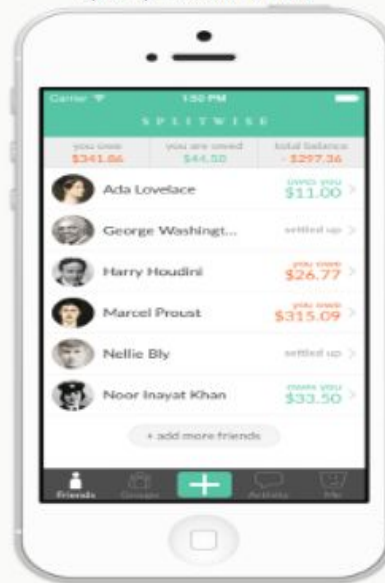 Carrier 1:50 PM
SPLITWISE
you owe you are owed total balance
$341.86 $44.50 - $297.36
Ada Lovelace owes you $11.00
George Washingt... settled up
Harry Houdini you owe $26.77
Marcel Proust you owe $315.09
Nellie Bly settled up
Noor Inayat Khan owes you $33.50
+ add more friends
Friends Groups Activity Me